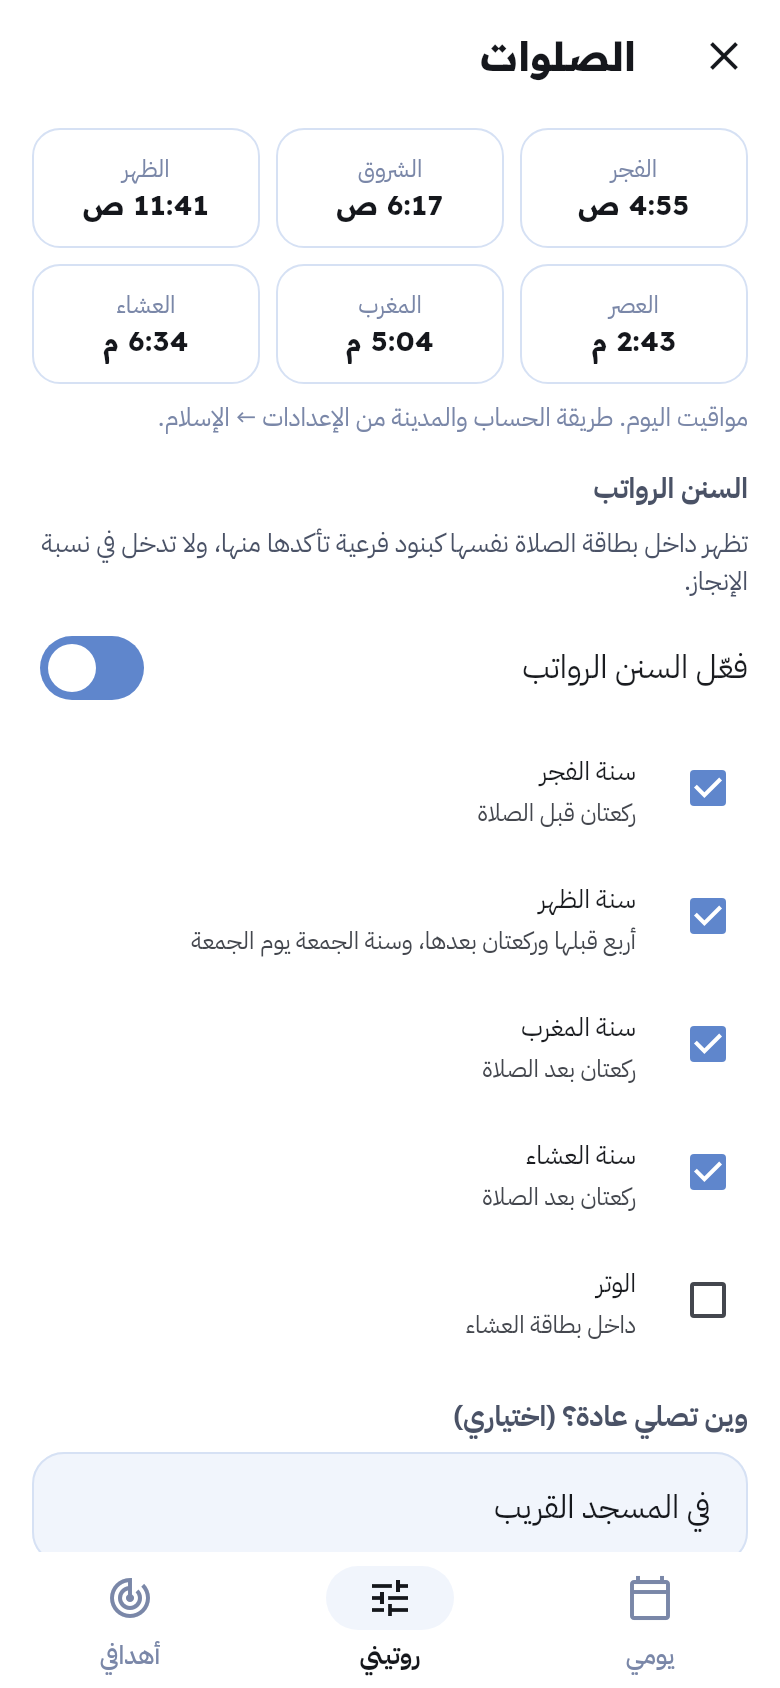 الصلوات
الفجر
4:55 ص
الشروق
6:17 ص
الظهر
11:41 ص
العصر
2:43 م
المغرب
5:04 م
العشاء
6:34 م
مواقيت اليوم. طريقة الحساب والمدينة من الإعدادات ← الإسلام.
السنن الرواتب
تظهر داخل بطاقة الصلاة نفسها كبنود فرعية تأكدها منها، ولا تدخل في نسبة
الإنجاز.
فعّل السنن الرواتب
سنة الفجر
ركعتان قبل الصلاة
سنة الظهر
أربع قبلها وركعتان بعدها، وسنة الجمعة يوم الجمعة
سنة المغرب
ركعتان بعد الصلاة
سنة العشاء
ركعتان بعد الصلاة
الوتر
داخل بطاقة العشاء
وين تصلي عادة؟ (اختياري)
في المسجد القريب
يومي
روتيني
أهدافي